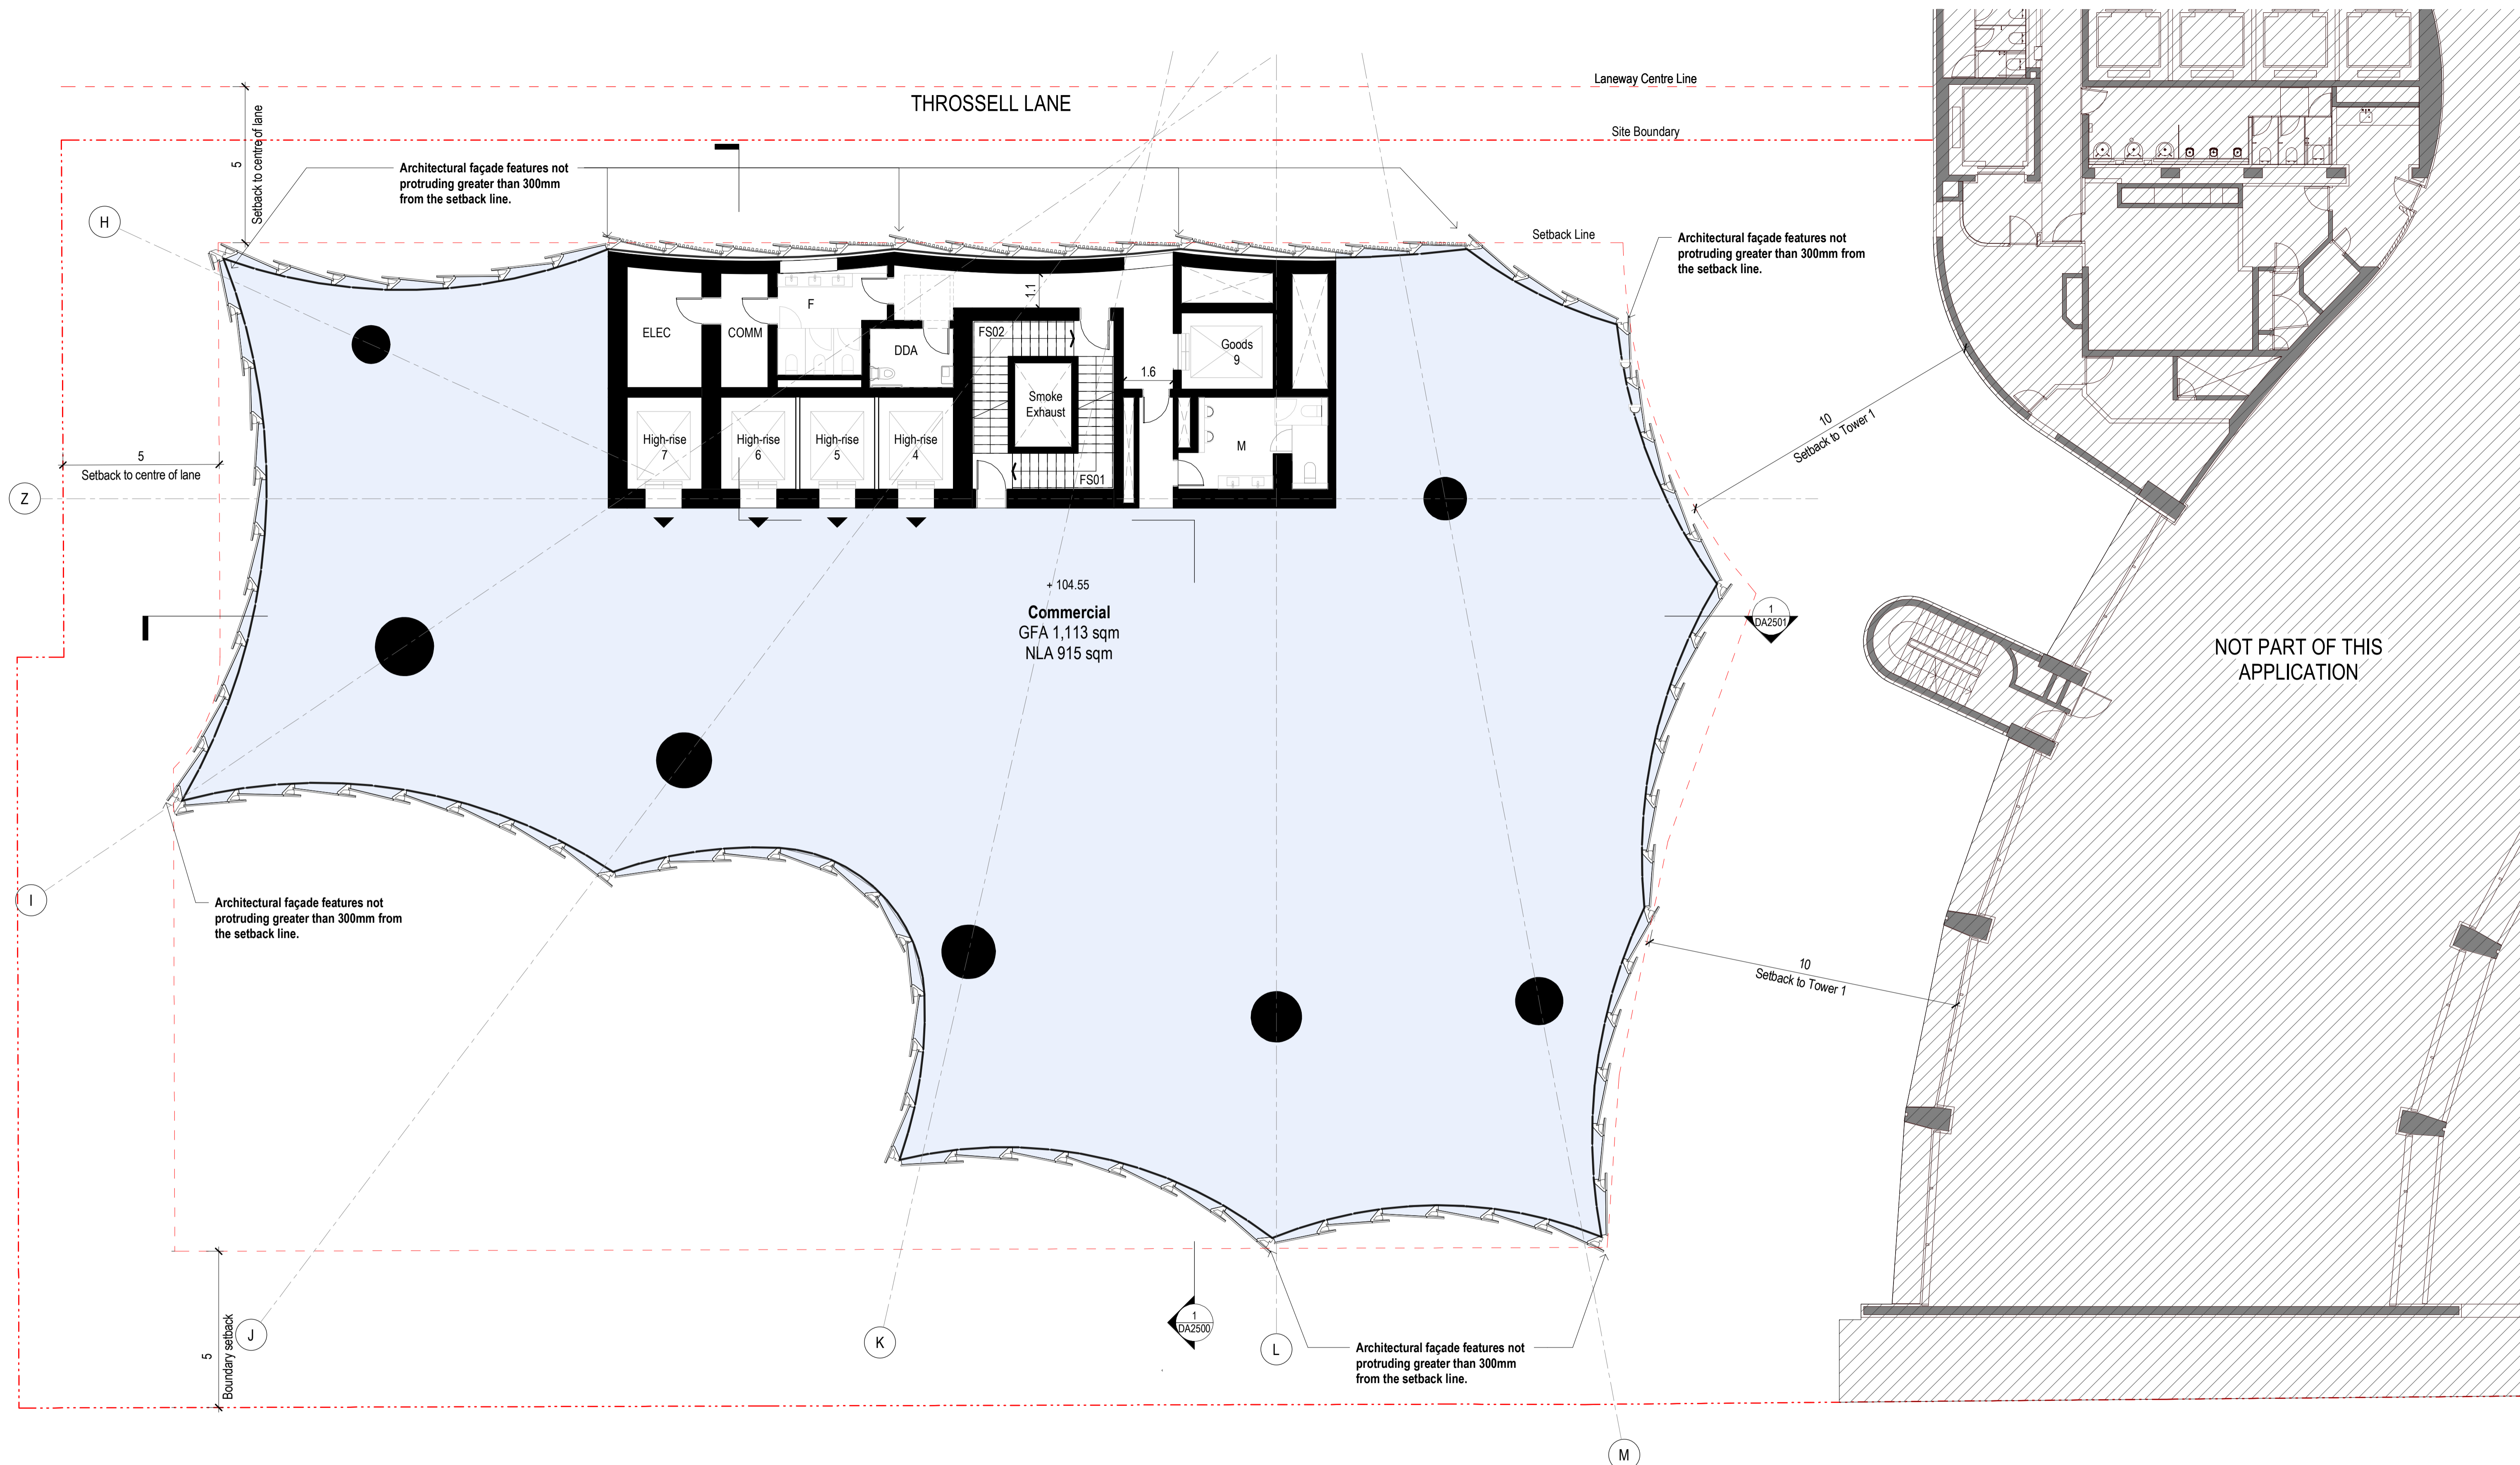 Laneway Centre Line
THROSSELL LANE
Site Boundary
5
Setback to centre of lane
Architectural façade features not
protruding greater than 300mm
from the setback line.
H
Setback Line
Architectural façade features not
protruding greater than 300mm from
the setback line.
1.1
F
ELEC
COMM
FS02
DDA
Goods
9
1.6
Smoke
Exhaust
High-rise
7
High-rise
6
High-rise
5
High-rise
4
M
FS01
10
Setback to Tower 1
5
Setback to centre of lane
Z
+ 104.55
Commercial
GFA 1,113 sqm
NLA 915 sqm
1
DA2501
NOT PART OF THIS
APPLICATION
I
Architectural façade features not
protruding greater than 300mm from
the setback line.
10
Setback to Tower 1
5
Boundary setback
J
K
1
DA2500
L
Architectural façade features not
protruding greater than 300mm
from the setback line.
M